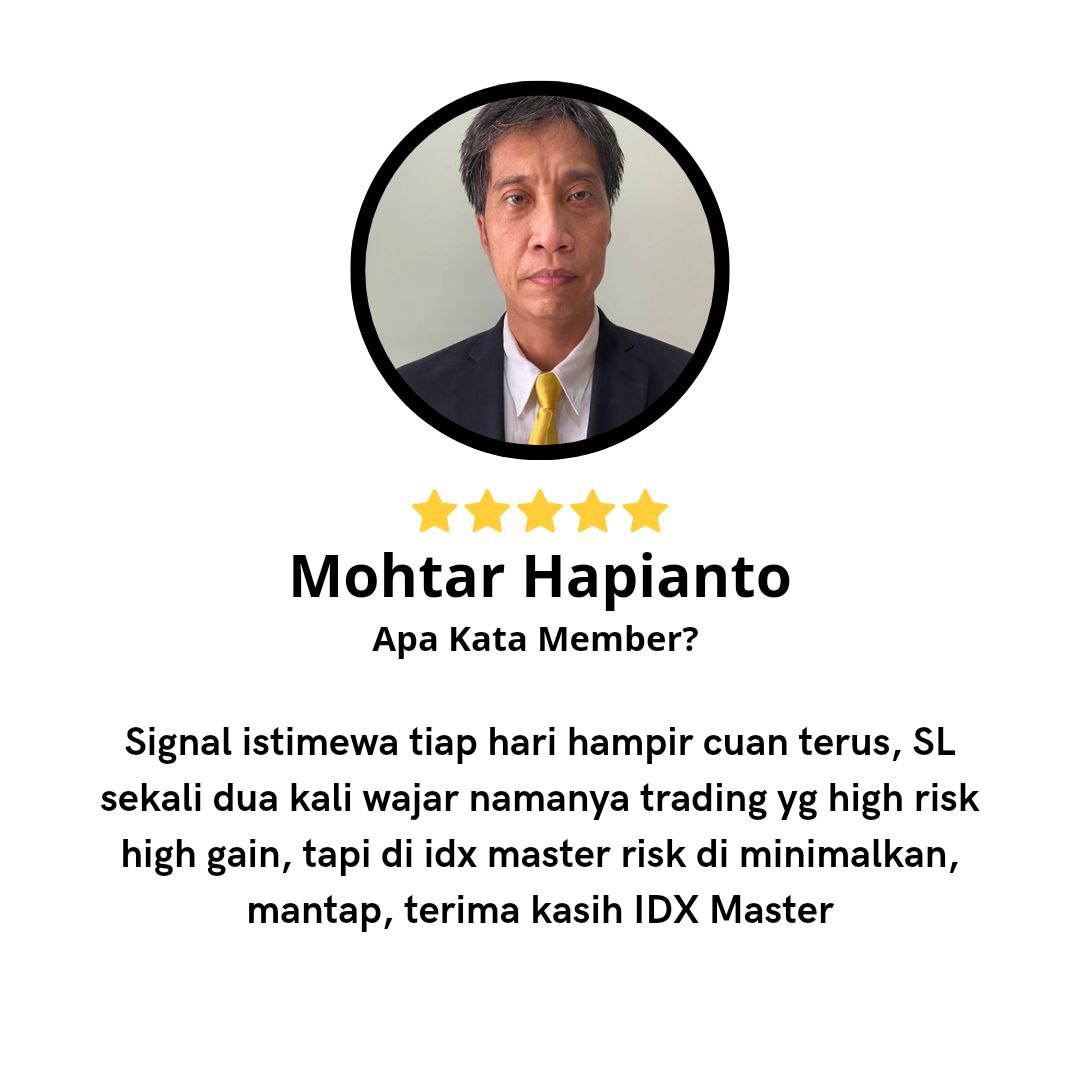 Mohtar Hapianto
Apa Kata Member?
Signal istimewa tiap hari hampir cuan terus, SL
sekali dua kali wajar namanya trading yg high risk
high gain, tapi di idx master risk di minimalkan,
mantap, terima kasih IDX Master